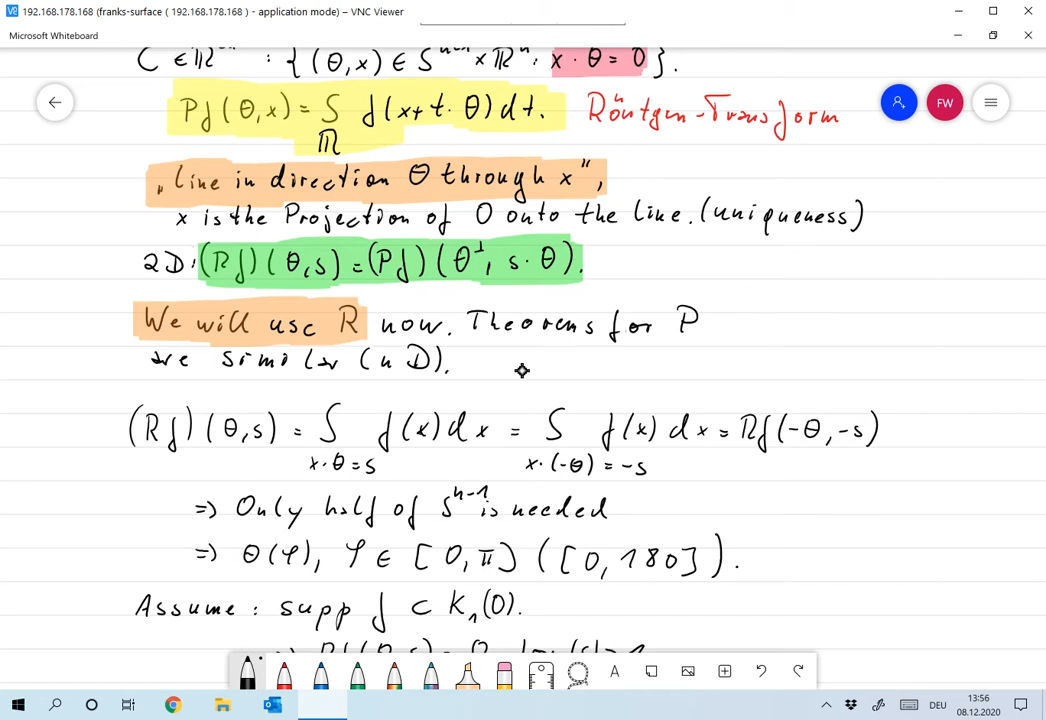 192.168.178.168 (franks-surface ( 192.168.178.168 ) - application mode) – VNC Viewer
Microsoft Whiteboard
: { (θ, x) ∈ S^{n-1} × ℝ^n : x · θ = 0 }.
Pf(θ, x) = ∫_ℝ f(x + t · θ) dt. Röntgen-Transform
„Line in direction θ through x",
x is the Projection of 0 onto the Line. (uniqueness)
2D: (Rf)(θ, s) = (Pf)(θ^⊥, s · θ).
We will use R now. Theorems for P
are similar (n D).
(Rf)(θ, s) = ∫_{x·θ=s} f(x) dx = ∫_{x·(-θ)=-s} f(x) dx = Rf(-θ, -s)
=> Only half of S^{n-1} is needed
=> θ(φ), φ ∈ [0, π] ([0, 180]).
Assume: supp f ⊂ K_1(0).
FW
A
DEU
13:56
08.12.2020